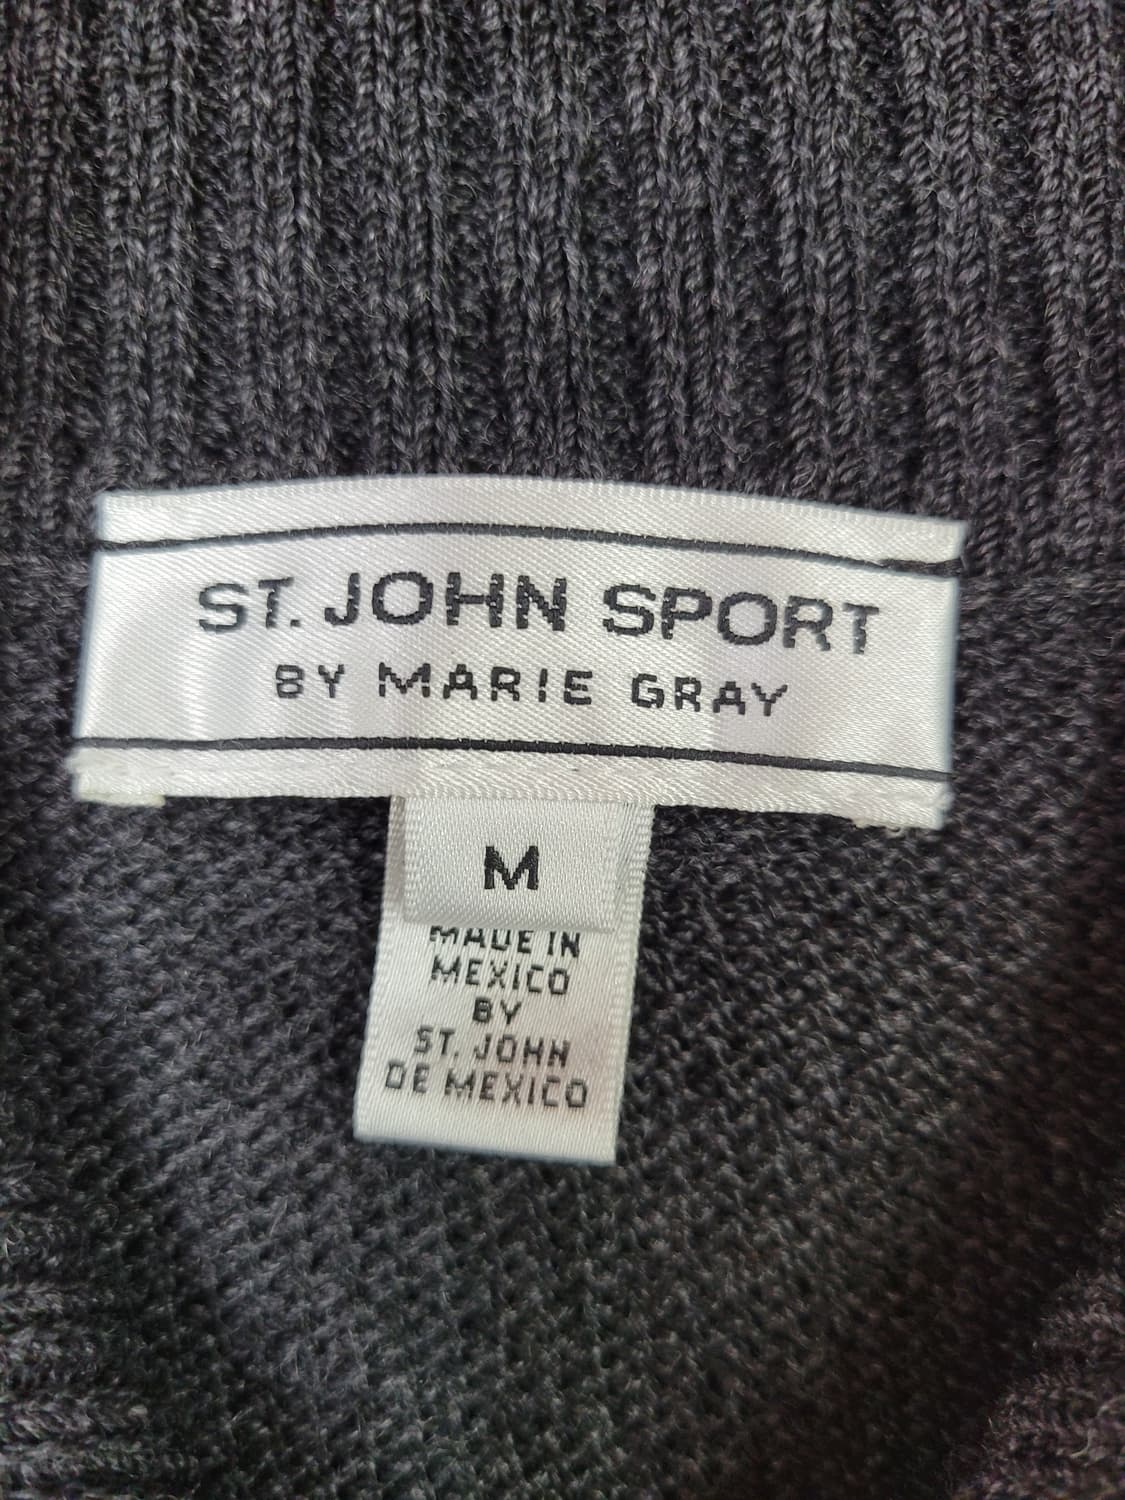 ST. JOHN SPORT
BY MARIE GRAY
M
MADE IN
MEXICO
BY
ST. JOHN
DE MEXICO